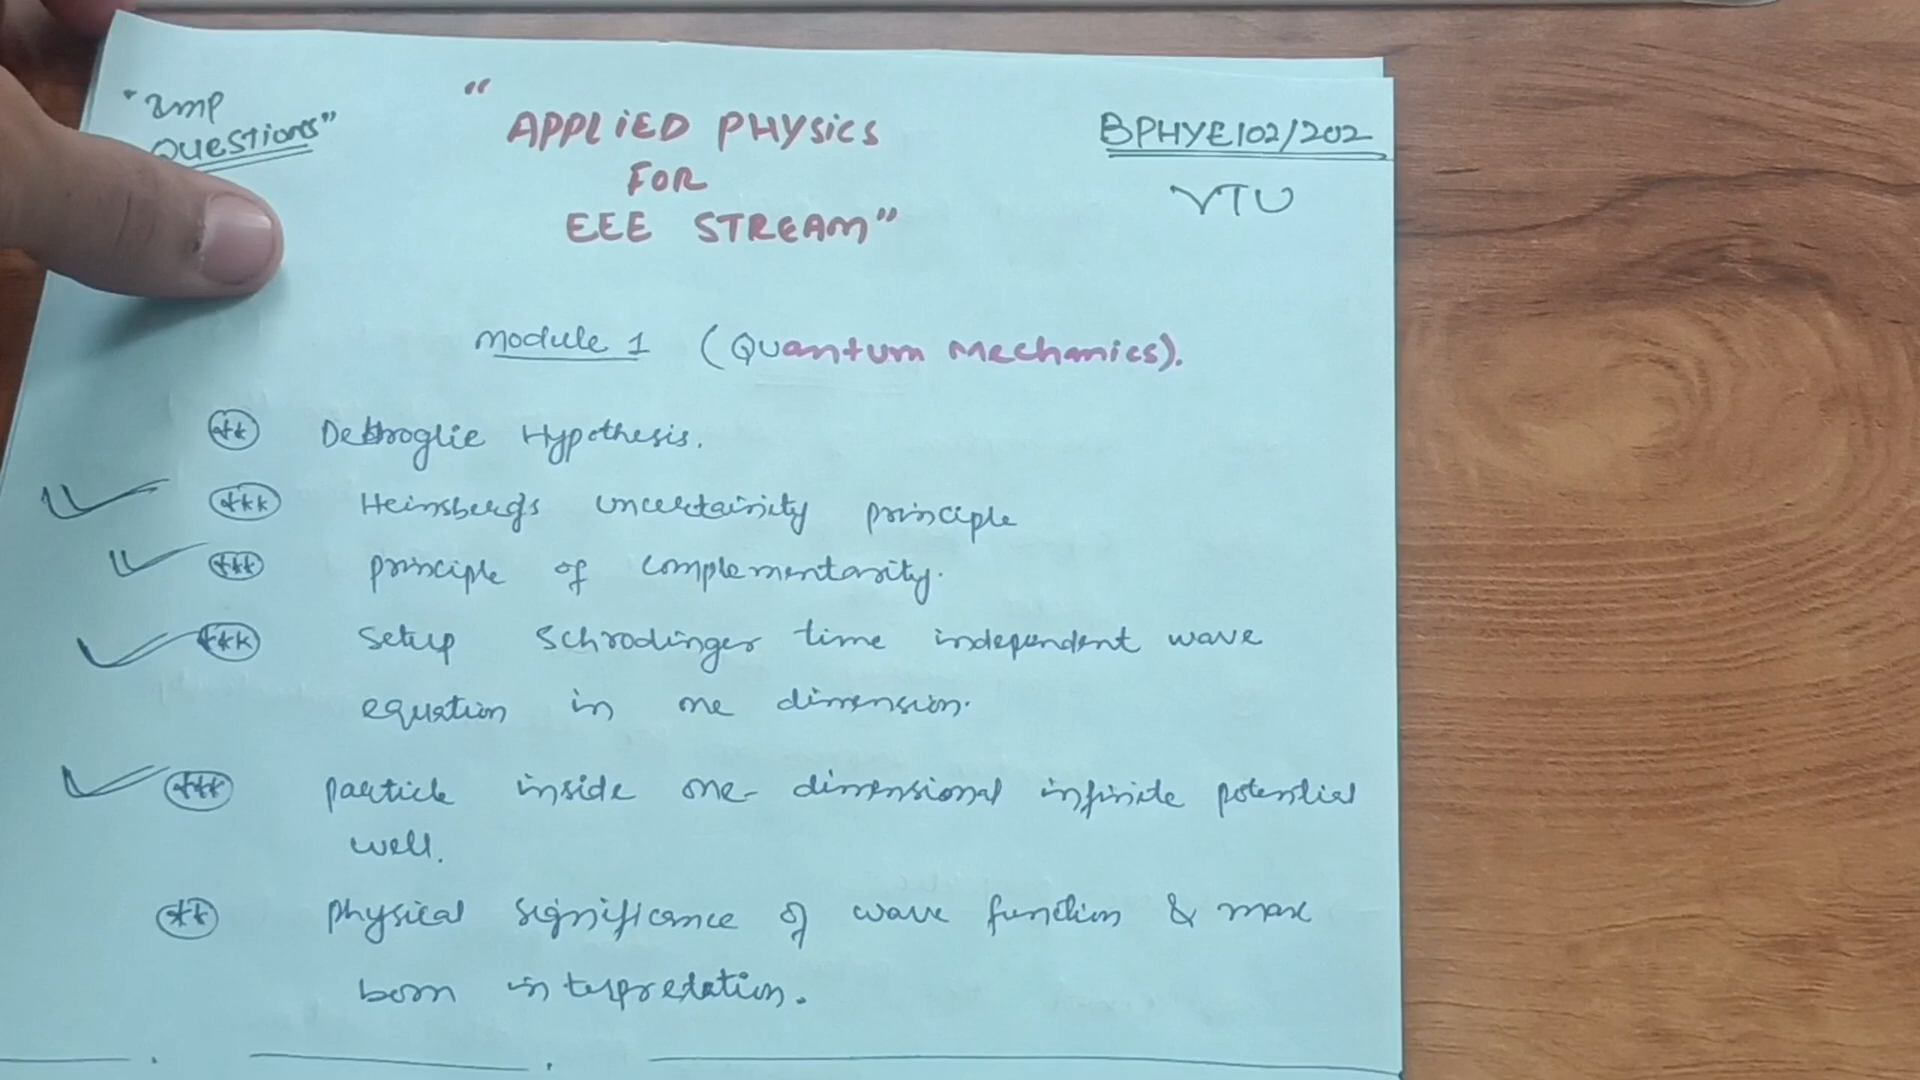 "Imp
Questions"
"APPLIED PHYSICS
FOR
EEE STREAM"
BPHYE102/202
VTU
Module 1 (Quantum Mechanics).
** Debroglie Hypothesis.
*** Heinsberg's uncertainity principle
*** principle of complementarity.
*** Setup Schrodinger time independent wave
equation in one dimension.
*** particle inside one-dimensional infinite potential
well.
** physical significance of wave function & max
born interpretation.